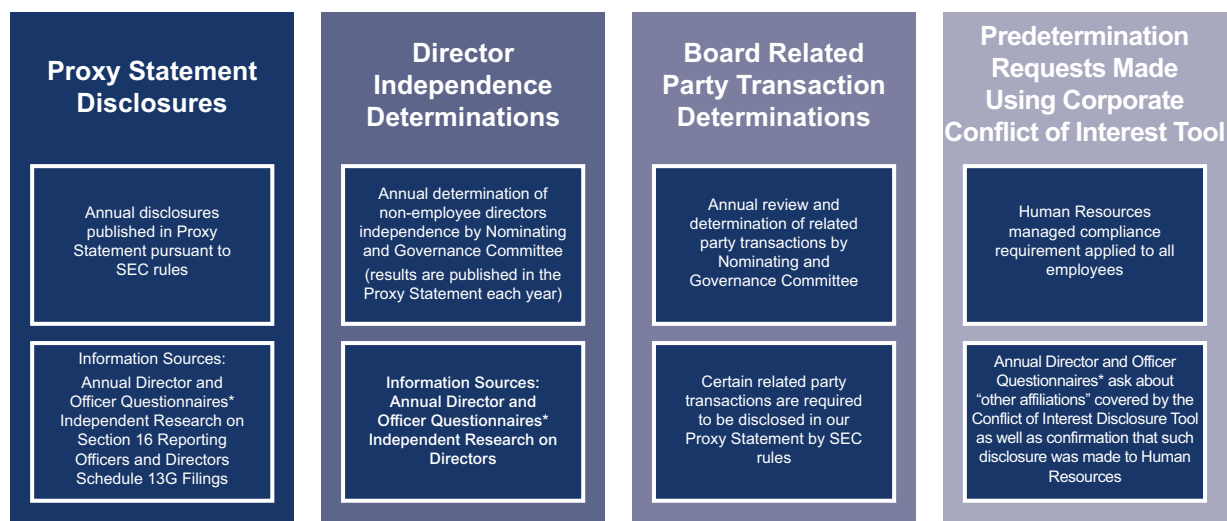 Proxy Statement
Disclosures
Annual disclosures
published in Proxy
Statement pursuant to
SEC rules
Information Sources:
Annual Director and
Officer Questionnaires*
Independent Research on
Section 16 Reporting
Officers and Directors
Schedule 13G Filings
Director
Independence
Determinations
Annual determination of
non-employee directors
independence by Nominating
and Governance Committee
(results are published in the
Proxy Statement each year)
Information Sources:
Annual Director and
Officer Questionnaires*
Independent Research on
Directors
Board Related
Party Transaction
Determinations
Annual review and
determination of related
party transactions by
Nominating and
Governance Committee
Certain related party
transactions are required
to be disclosed in our
Proxy Statement by SEC
rules
Predetermination
Requests Made
Using Corporate
Conflict of Interest Tool
Human Resources
managed compliance
requirement applied to all
employees
Annual Director and Officer
Questionnaires* ask about
“other affiliations” covered by the
Conflict of Interest Disclosure Tool
as well as confirmation that such
disclosure was made to Human
Resources